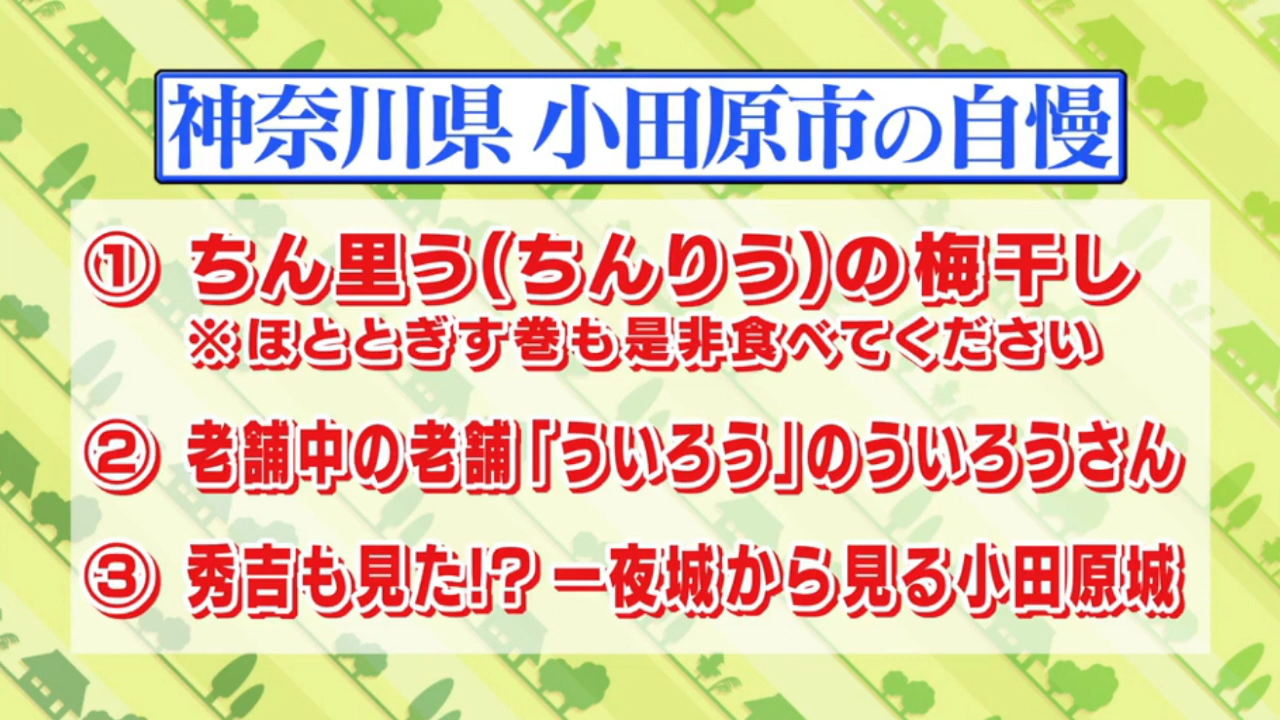 神奈川県 小田原市の自慢
① ちん里う(ちんりう)の梅干し
※ほととぎす巻も是非食べてください
② 老舗中の老舗「ういろう」のういろうさん
③ 秀吉も見た!? 一夜城から見る小田原城